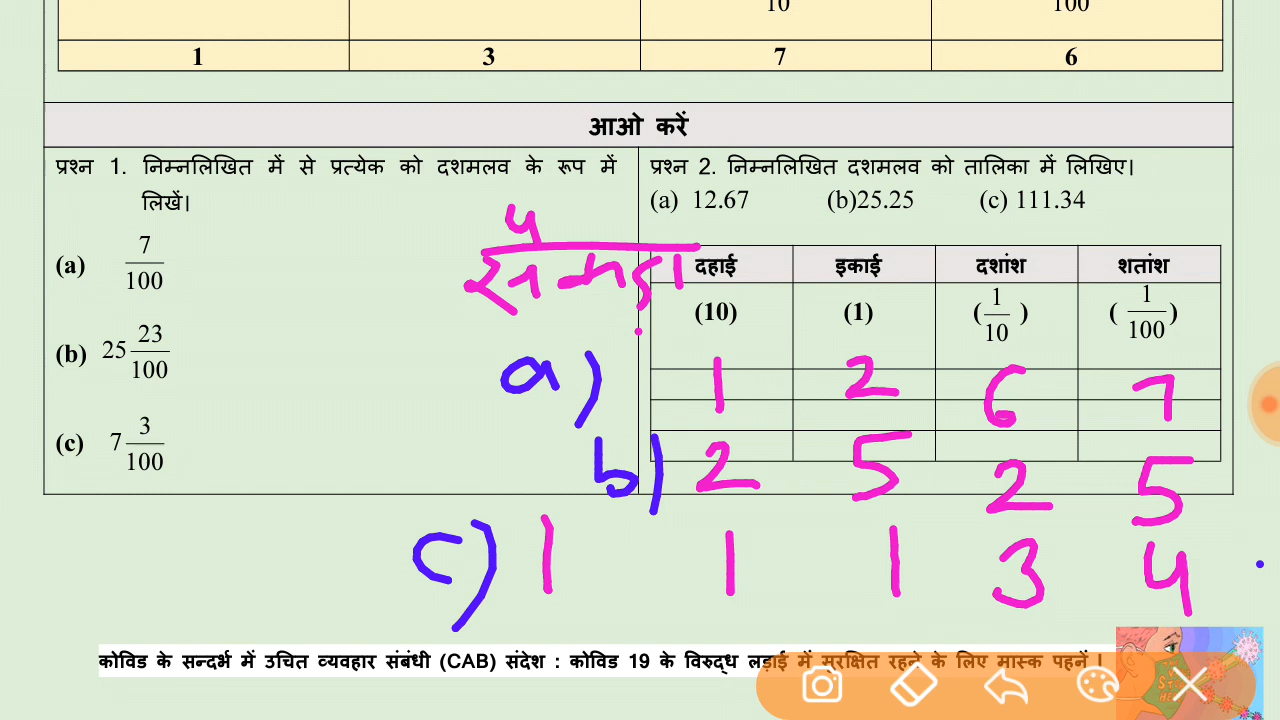 10 100
1 3 7 6
आओ करें
प्रश्न 1. निम्नलिखित में से प्रत्येक को दशमलव के रूप में
लिखें।
(a) 7/100
(b) 25 23/100
(c) 7 3/100
प्रश्न 2. निम्नलिखित दशमलव को तालिका में लिखिए।
(a) 12.67 (b)25.25 (c) 111.34
दहाई इकाई दशांश शतांश
(10) (1) (1/10 ) ( 1/100 )
a) 1 2 6 7
b) 2 5 2 5
c) 1 1 1 3 4
कोविड के सन्दर्भ में उचित व्यवहार संबंधी (CAB) संदेश : कोविड 19 के विरुद्ध लड़ाई में सुरक्षित रहने के लिए मास्क पहनें ।